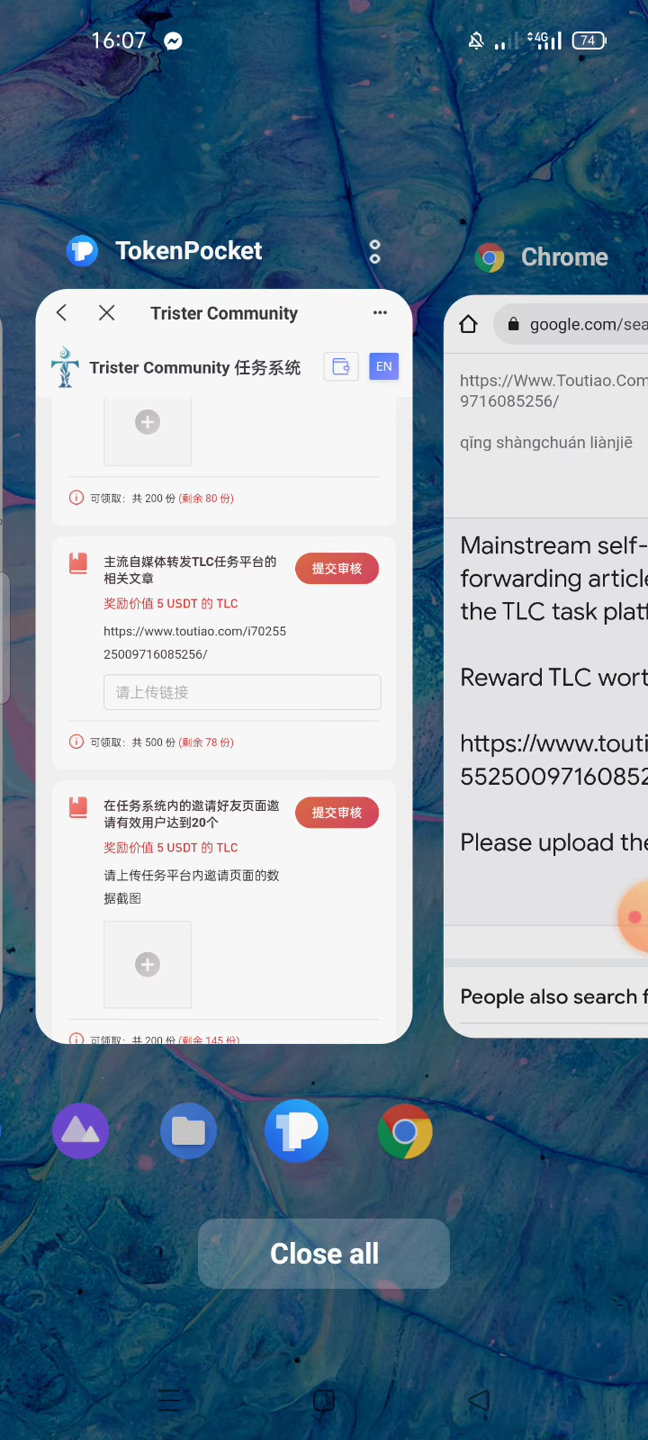 16:07
4G
74
TokenPocket
Chrome
Trister Community
Trister Community 任务系统
EN
可领取：共 200 份 (剩余 80 份)
主流自媒体转发TLC任务平台的
相关文章
提交审核
奖励价值 5 USDT 的 TLC
https://www.toutiao.com/i70255
25009716085256/
请上传链接
可领取：共 500 份 (剩余 78 份)
在任务系统内的邀请好友页面邀
请有效用户达到20个
提交审核
奖励价值 5 USDT 的 TLC
请上传任务平台内邀请页面的数
据截图
可领取：共 200 份 (剩余 145 份)
google.com/sea
https://Www.Toutiao.Com
9716085256/
qǐng shàngchuán liànjiē
Mainstream self-
forwarding article
the TLC task platf
Reward TLC wort
https://www.touti
55250097160852
Please upload the
People also search f
Close all